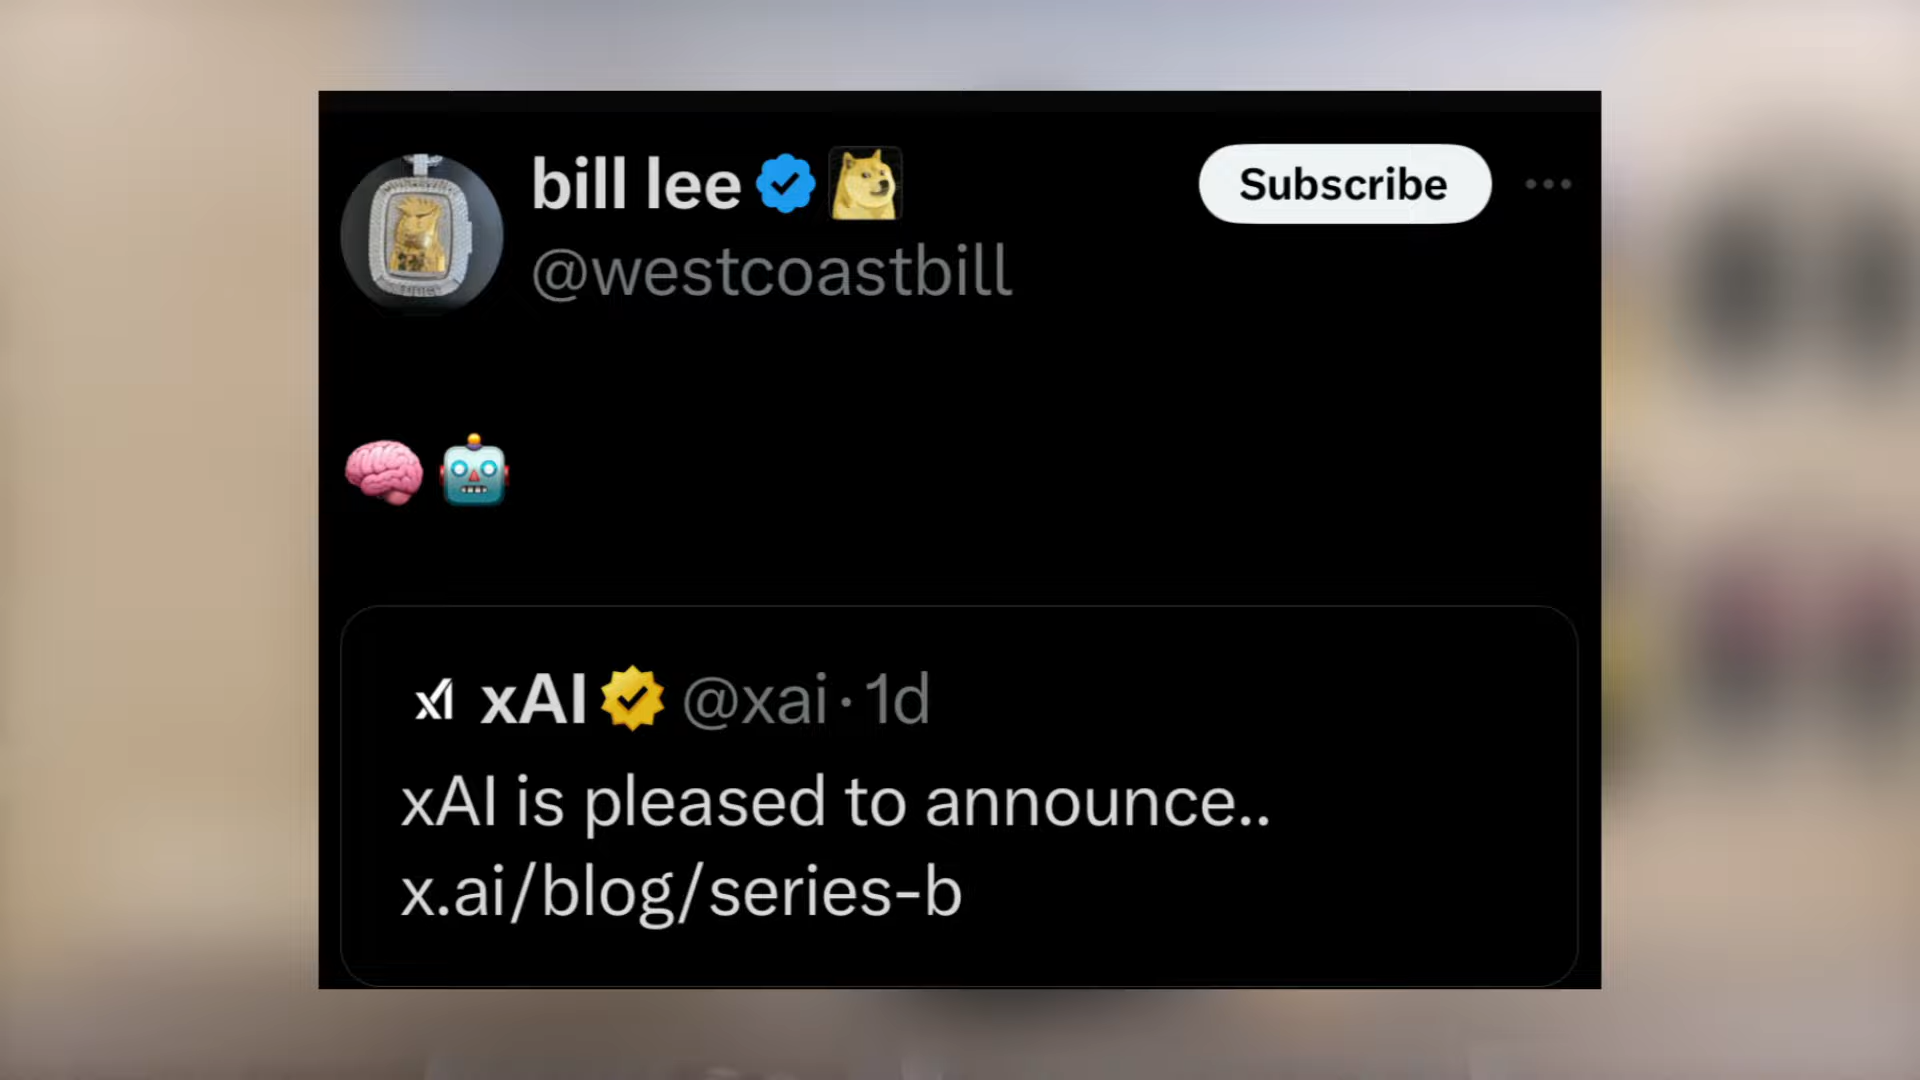 bill lee
Subscribe
@westcoastbill
🧠 🤖
xAI @xai · 1d
xAI is pleased to announce..
x.ai/blog/series-b